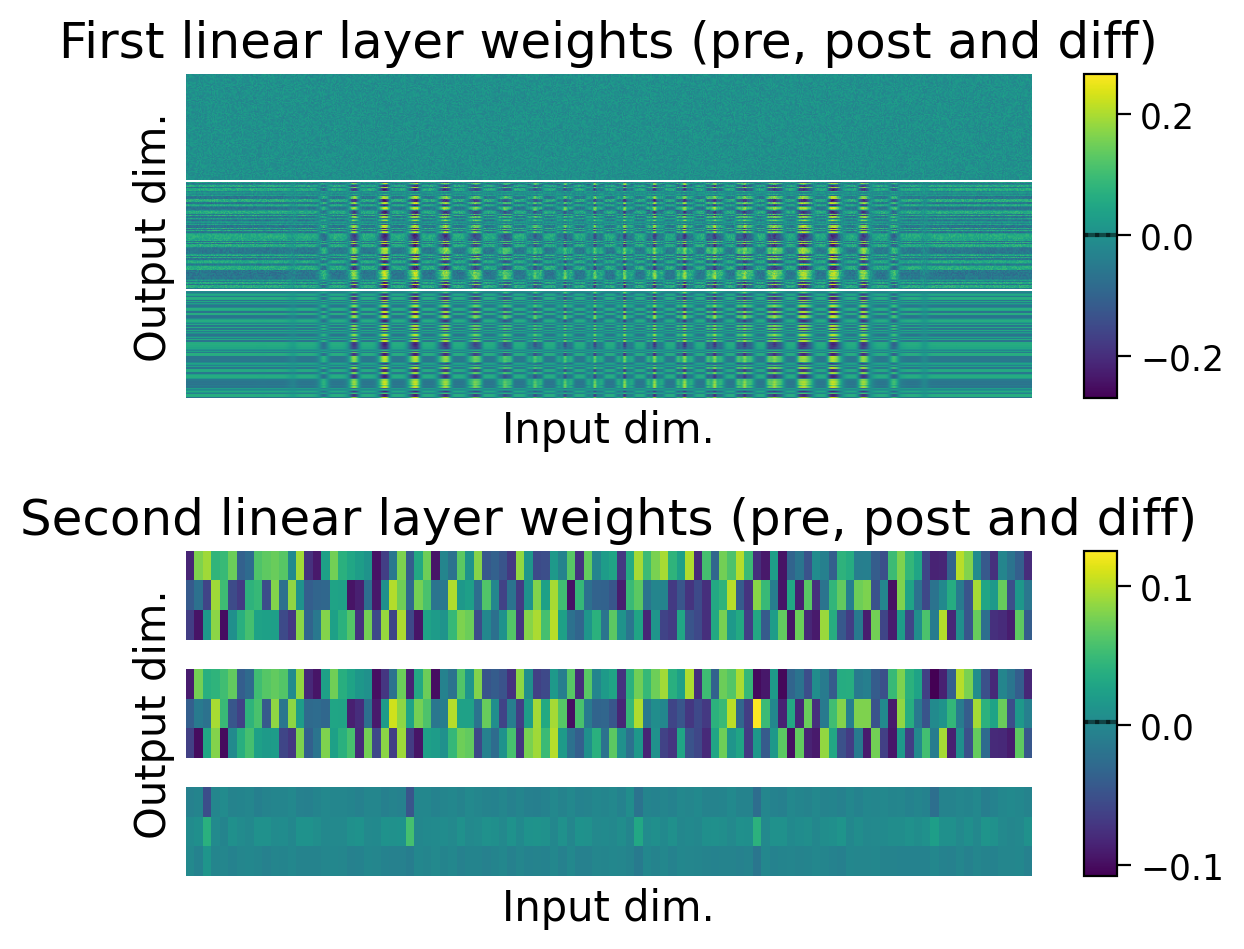 First linear layer weights (pre, post and diff)
Output dim.
0.2
0.0
−0.2
Input dim.
Second linear layer weights (pre, post and diff)
Output dim.
0.1
0.0
−0.1
Input dim.